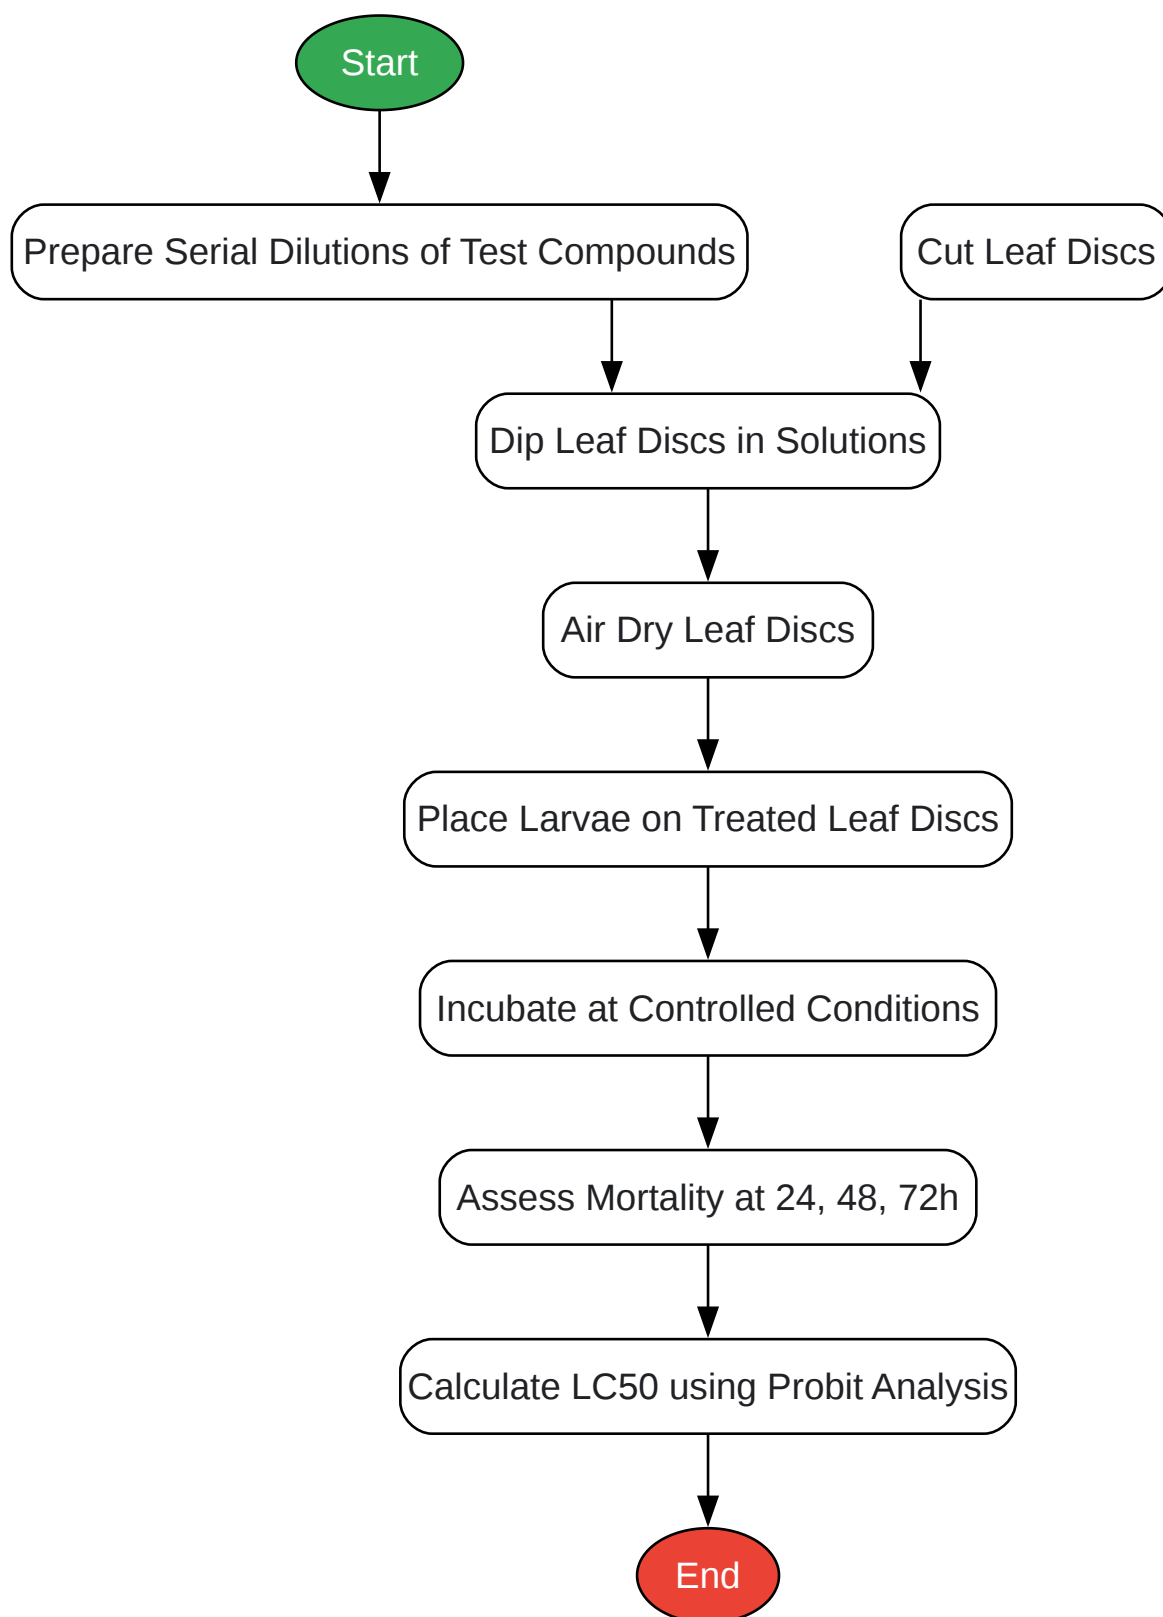 Start
Prepare Serial Dilutions of Test Compounds
Cut Leaf Discs
Dip Leaf Discs in Solutions
Air Dry Leaf Discs
Place Larvae on Treated Leaf Discs
Incubate at Controlled Conditions
Assess Mortality at 24, 48, 72h
Calculate LC50 using Probit Analysis
End